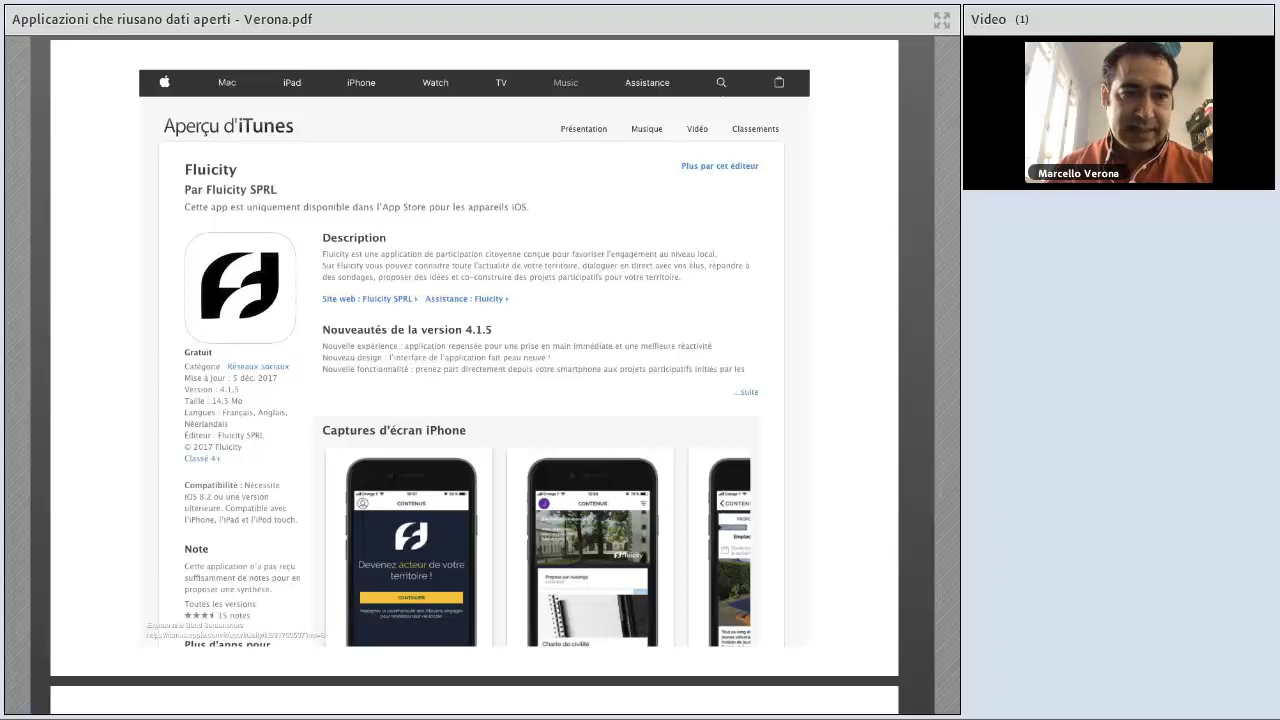 Applicazioni che riusano dati aperti - Verona.pdf
Video (1)
Marcello Verona
Mac iPad iPhone Watch TV Music Assistance
Aperçu d'iTunes
Présentation Musique Vidéo Classements
Fluicity
Plus par cet éditeur
Par Fluicity SPRL
Cette app est uniquement disponible dans l'App Store pour les appareils iOS.
Description
Fluicity est une application de participation citoyenne conçue pour favoriser l'engagement au niveau local.
Sur Fluicity vous pouvez connaitre toute l'actualité de votre territoire, dialoguer en direct avec vos élus, répondre à
des sondages, proposer des idées et co-construire des projets participatifs pour votre territoire.
Site web : Fluicity SPRL Assistance : Fluicity
Nouveautés de la version 4.1.5
Nouvelle expérience : application repensée pour une prise en main immédiate et une meilleure réactivité
Nouveau design : l'interface de l'application fait peau neuve !
Nouvelle fonctionnalité : prenez part directement depuis votre smartphone aux projets participatifs initiés par les
...suite
Gratuit
Catégorie : Réseaux sociaux
Mise à jour : 5 déc. 2017
Version : 4.1.5
Taille : 14.5 Mo
Langues : Français, Anglais,
Néerlandais
Éditeur : Fluicity SPRL
© 2017 Fluicity
Classé 4+
Compatibilité : Nécessite
iOS 8.2 ou une version
ultérieure. Compatible avec
l'iPhone, l'iPad et l'iPod touch.
Note
Cette application n'a pas reçu
suffisamment de notes pour en
proposer une synthèse.
Toutes les versions.
15 notes
Plus d'apps pour
Captures d'écran iPhone
CONTENUS
Devenez acteur de votre
territoire !
CONTINUER
CONTENUS
fluicity
Charte de civilité
CONTEN
Emplac